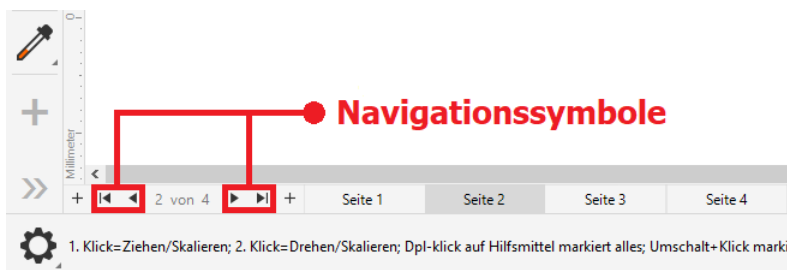 Navigationssymbole
Millimeter
2 von 4
Seite 1
Seite 2
Seite 3
Seite 4
1. Klick=Ziehen/Skalieren; 2. Klick=Drehen/Skalieren; Dpl-klick auf Hilfsmittel markiert alles; Umschalt+Klick marki